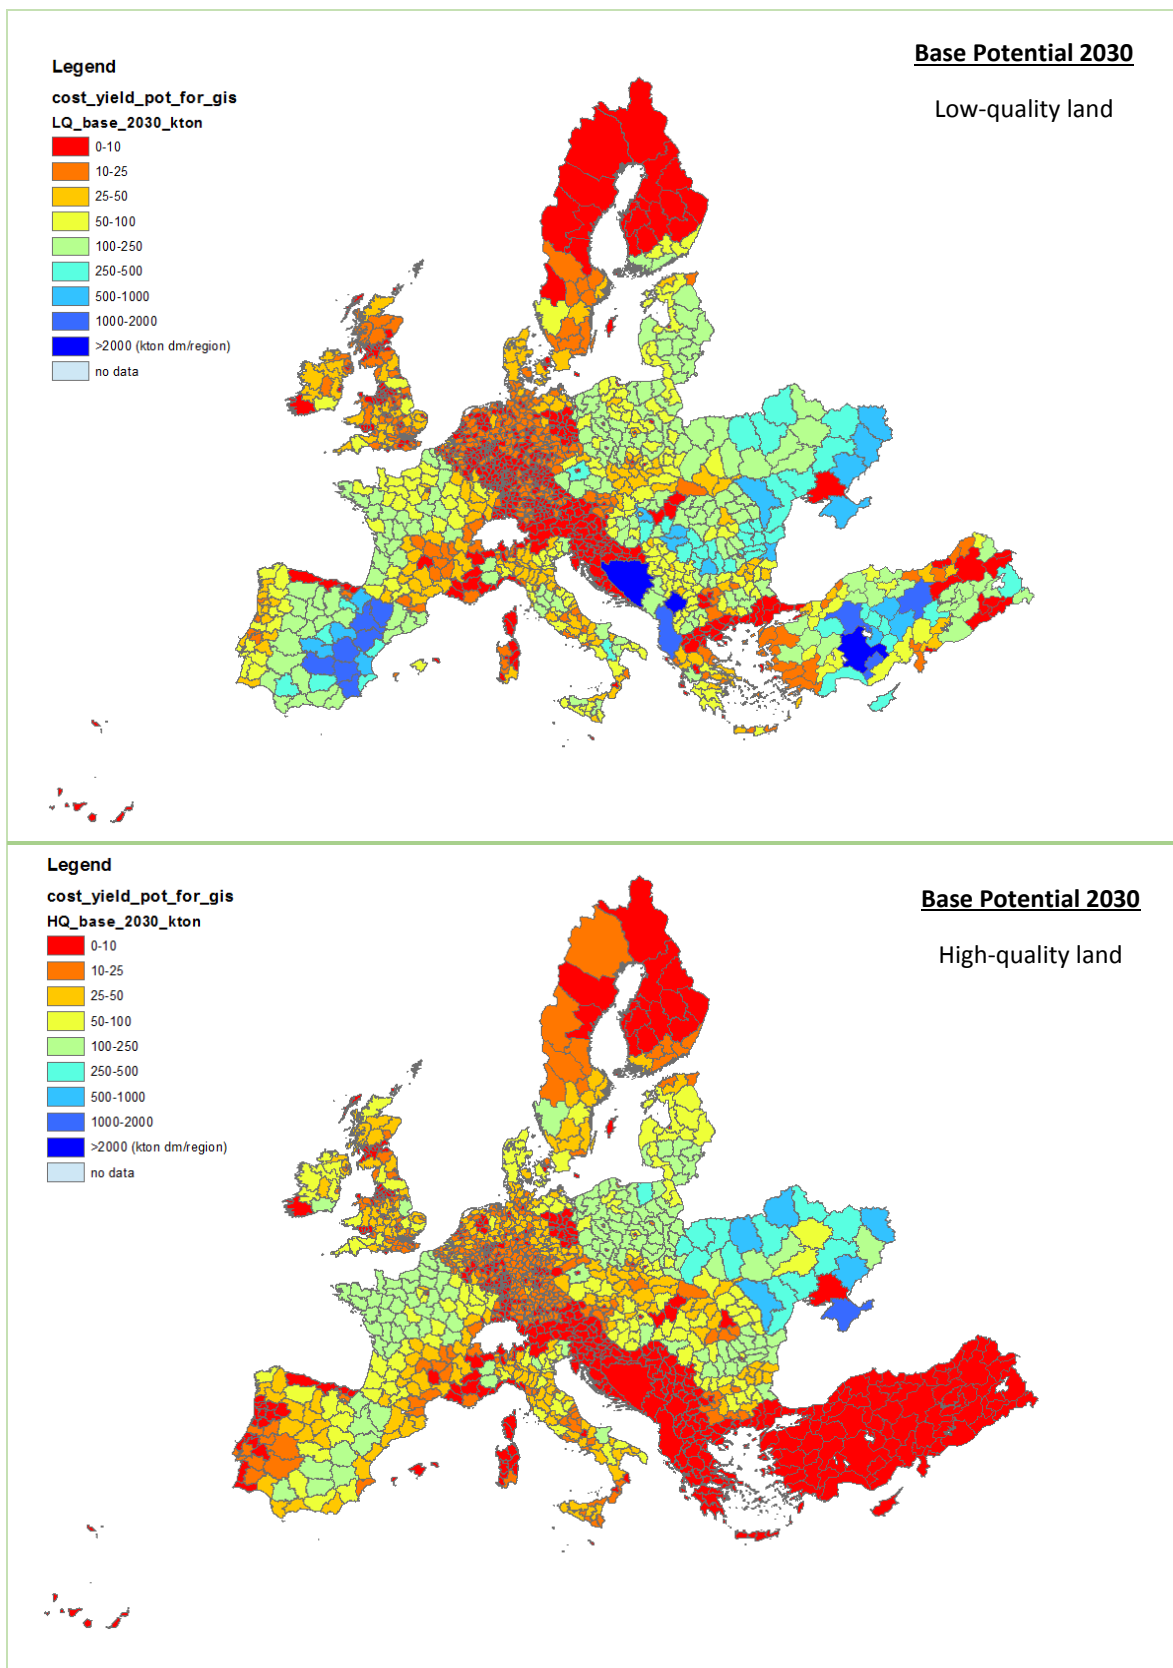 Base Potential 2030
Low-quality land
Legend
cost_yield_pot_for_gis
LQ_base_2030_kton
0-10
10-25
25-50
50-100
100-250
250-500
500-1000
1000-2000
>2000 (kton dm/region)
no data
Legend
cost_yield_pot_for_gis
HQ_base_2030_kton
0-10
10-25
25-50
50-100
100-250
250-500
500-1000
1000-2000
>2000 (kton dm/region)
no data
Base Potential 2030
High-quality land